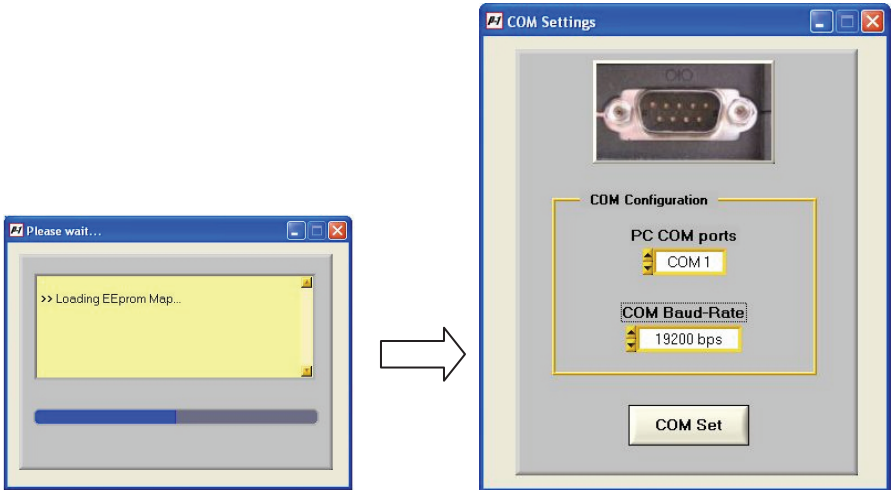 Please wait...
>> Loading EEprom Map...
COM Settings
COM Configuration
PC COM ports
COM 1
COM Baud-Rate
19200 bps
COM Set